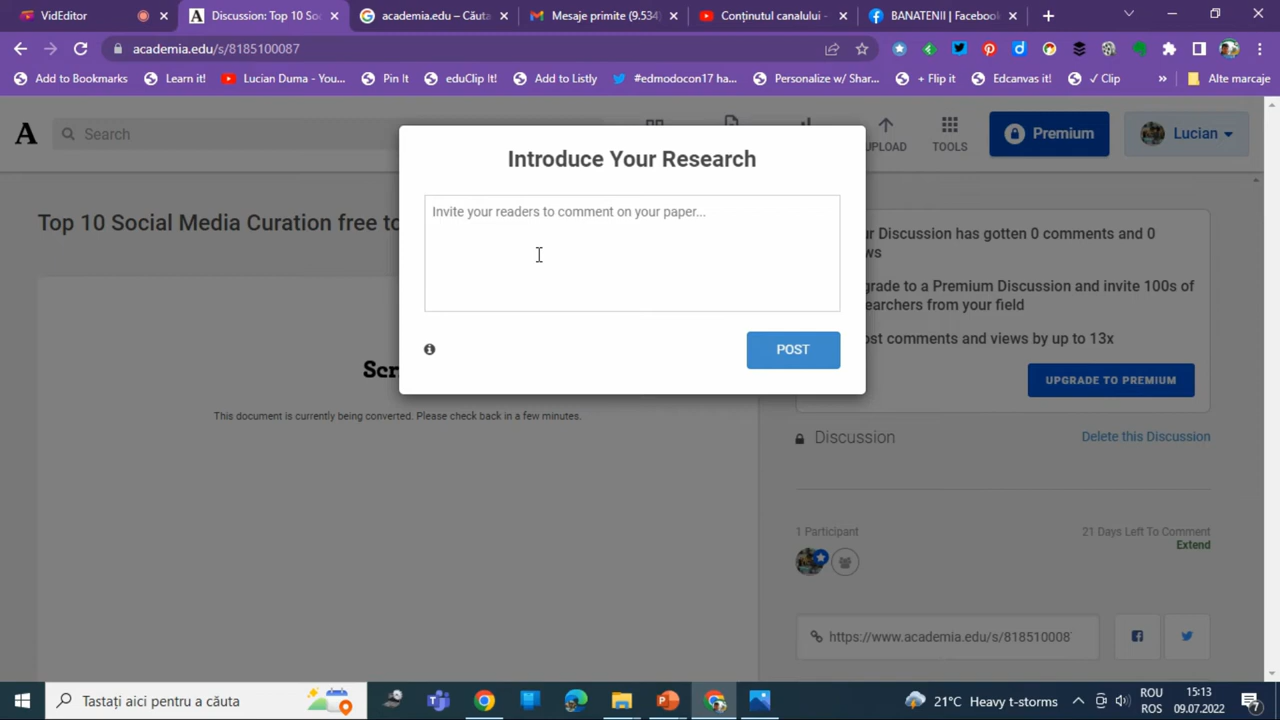 VidEditor
Discussion: Top 10 So
academia.edu – Căuta
Mesaje primite (9.534)
Conținutul canalului -
BANATENII | Facebook
academia.edu/s/8185100087
Add to Bookmarks
Learn it!
Lucian Duma - You...
Pin It
eduClip It!
Add to Listly
#edmodocon17 ha...
Personalize w/ Shar...
+ Flip it
Edcanvas it!
✓ Clip
»
Alte marcaje
A
Search
UPLOAD
TOOLS
Premium
Lucian
Introduce Your Research
Invite your readers to comment on your paper...
POST
Top 10 Social Media Curation free to
This document is currently being converted. Please check back in a few minutes.
ur Discussion has gotten 0 comments and 0
ws
grade to a Premium Discussion and invite 100s of
earchers from your field
ost comments and views by up to 13x
UPGRADE TO PREMIUM
Discussion
Delete this Discussion
1 Participant
21 Days Left To Comment
Extend
https://www.academia.edu/s/818510008
Tastați aici pentru a căuta
21°C Heavy t-storms
ROU
ROS
15:13
09.07.2022
7